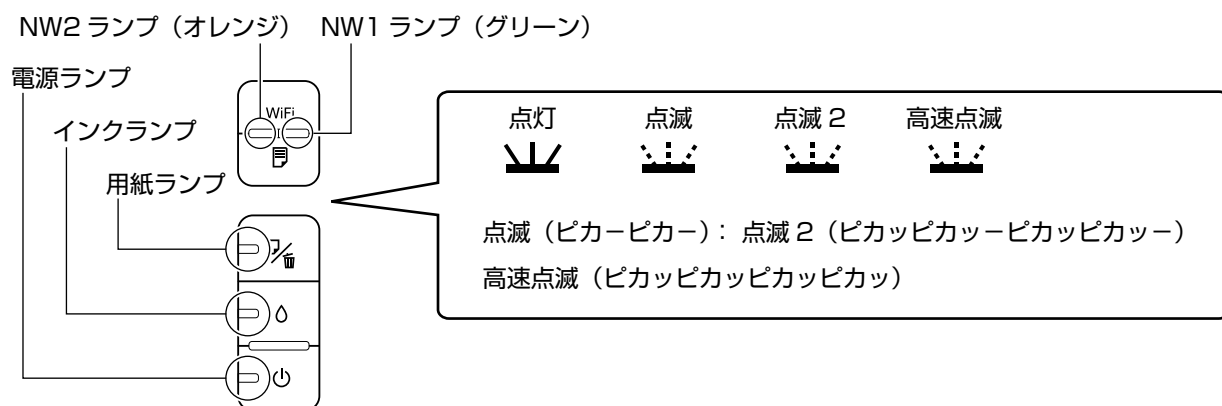 NW2 ランプ（オレンジ） NW1 ランプ（グリーン）
電源ランプ
インクランプ
用紙ランプ
WiFi
点灯 点滅 点滅 2 高速点滅
点滅（ピカーピカー）： 点滅 2（ピカッピカッーピカッピカッー）
高速点滅（ピカッピカッピカッピカッ）